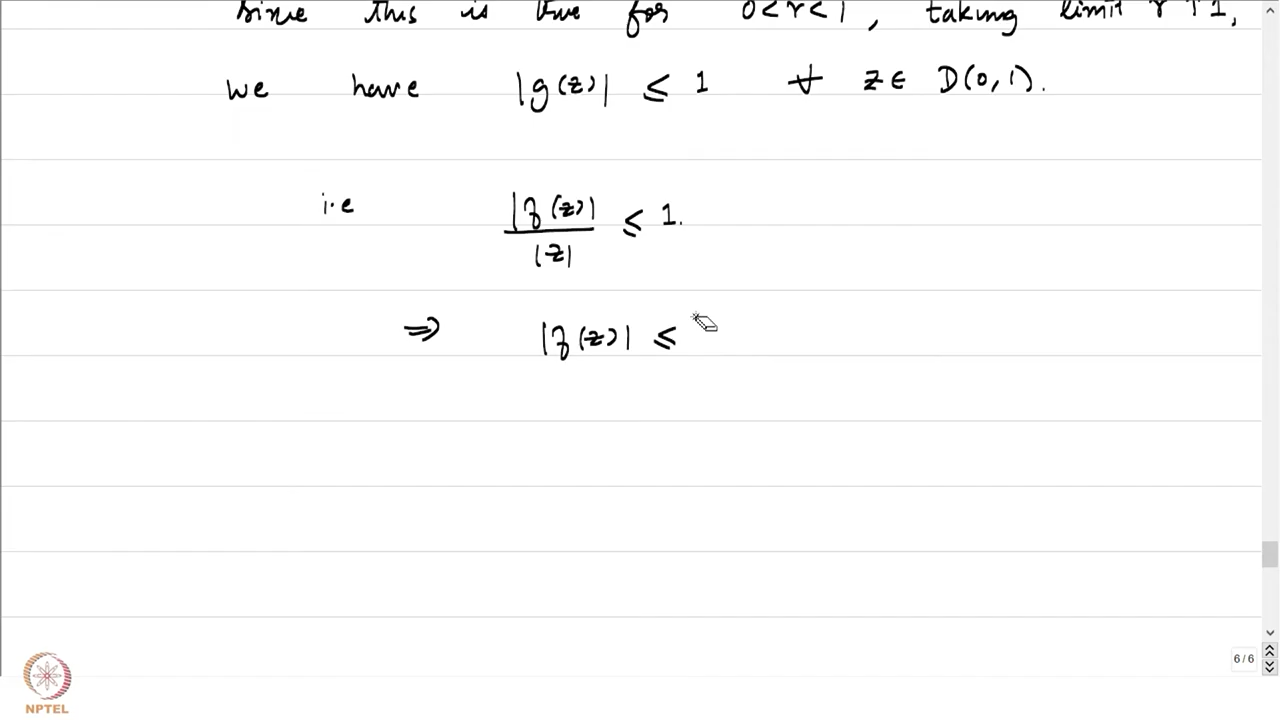 since this is true for 0<r<1, taking limit r↑1,
we have |g(z)| ≤ 1 ∀ z∈ D(0,1).
i.e |f(z)|/|z| ≤ 1.
⇒ |f(z)| ≤
6/6
NPTEL